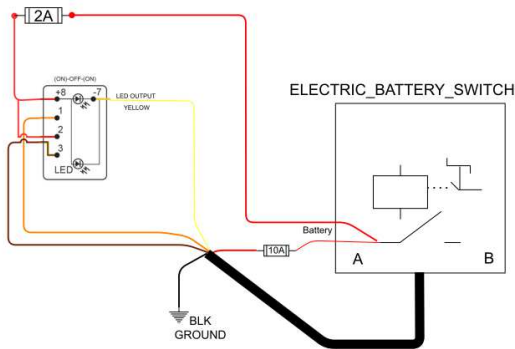 2A
(ON)-OFF-(ON)
+8
-7
LED OUTPUT
YELLOW
1
2
3
LED
ELECTRIC_BATTERY_SWITCH
Battery
10A
A
B
BLK
GROUND